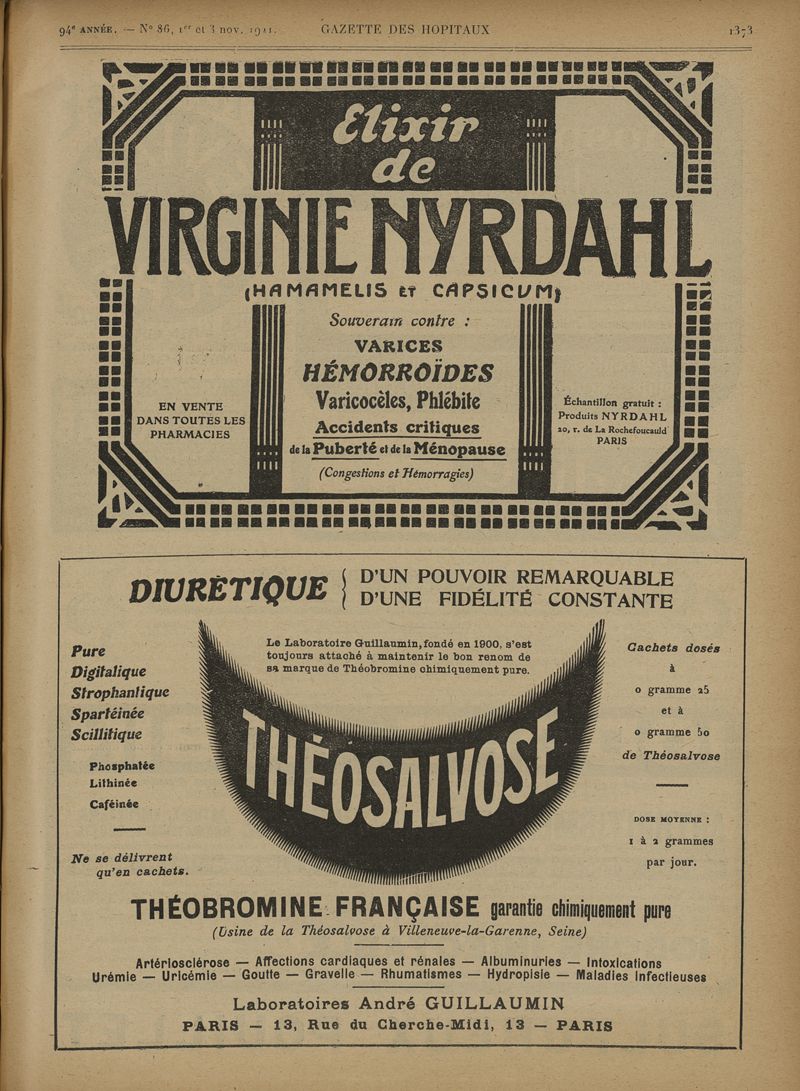 94e ANNÉE. — No 86, 1er et 3 nov. 1921.
GAZETTE DES HOPITAUX
1373
Elixir
de
VIRGINIE NYRDAHL
(HAMAMELIS ET CAPSICUM)
Souverain contre :
VARICES
HÉMORROÏDES
Varicocèles, Phlébite
Accidents critiques
de la Puberté et de la Ménopause
(Congestions et Hémorragies)
EN VENTE
DANS TOUTES LES
PHARMACIES
Échantillon gratuit :
Produits NYRDAHL
20, r. de La Rochefoucauld
PARIS
DIURÉTIQUE
D'UN POUVOIR REMARQUABLE
D'UNE FIDÉLITÉ CONSTANTE
Le Laboratoire Guillaumin, fondé en 1900, s'est
toujours attaché à maintenir le bon renom de
sa marque de Théobromine chimiquement pure.
Pure
Digitalique
Strophantique
Spartéinée
Scillitique
Phosphatée
Lithinée
Caféinée
Ne se délivrent
qu'en cachets.
THÉOSALVOSE
Cachets dosés
à
0 gramme 25
et à
0 gramme 50
de Théosalvose
DOSE MOYENNE :
1 à 2 grammes
par jour.
THÉOBROMINE FRANÇAISE garantie chimiquement pure
(Usine de la Théosalvose à Villeneuve-la-Garenne, Seine)
Artériosclérose — Affections cardiaques et rénales — Albuminuries — Intoxications
Urémie — Uricémie — Goutte — Gravelle — Rhumatismes — Hydropisie — Maladies infectieuses
Laboratoires André GUILLAUMIN
PARIS — 13, Rue du Cherche-Midi, 13 — PARIS